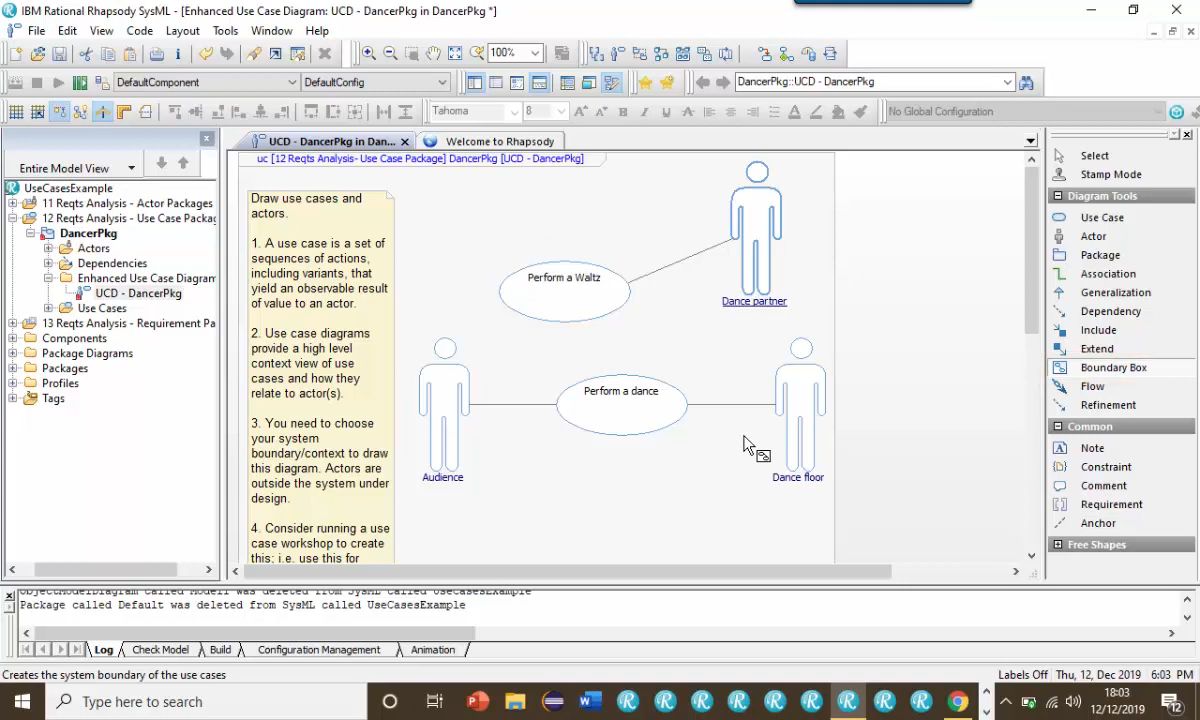 IBM Rational Rhapsody SysML - [Enhanced Use Case Diagram: UCD - DancerPkg in DancerPkg *]
File Edit View Code Layout Tools Window Help
100%
DefaultComponent DefaultConfig DancerPkg::UCD - DancerPkg
Tahoma 8 No Global Configuration
Entire Model View
UseCasesExample
11 Reqts Analysis - Actor Packages
12 Reqts Analysis - Use Case Packag
DancerPkg
Actors
Dependencies
Enhanced Use Case Diagram
UCD - DancerPkg
Use Cases
13 Reqts Analysis - Requirement Pa
Components
Package Diagrams
Packages
Profiles
Tags
UCD - DancerPkg in Dan... Welcome to Rhapsody
uc [12 Reqts Analysis- Use Case Package] DancerPkg [UCD - DancerPkg]
Draw use cases and
actors.
1. A use case is a set of
sequences of actions,
including variants, that
yield an observable result
of value to an actor.
2. Use case diagrams
provide a high level
context view of use
cases and how they
relate to actor(s).
3. You need to choose
your system
boundary/context to draw
this diagram. Actors are
outside the system under
design.
4. Consider running a use
case workshop to create
this; i.e. use this for
Perform a Waltz
Dance partner
Perform a dance
Audience
Dance floor
Select
Stamp Mode
Diagram Tools
Use Case
Actor
Package
Association
Generalization
Dependency
Include
Extend
Boundary Box
Flow
Refinement
Common
Note
Constraint
Comment
Requirement
Anchor
Free Shapes
ObjectModelDiagram called Model1 was deleted from SysML called UseCasesExample
Package called Default was deleted from SysML called UseCasesExample
Log Check Model Build Configuration Management Animation
Creates the system boundary of the use cases
Labels Off Thu, 12, Dec 2019 6:03 PM
Type here to search
18:03
12/12/2019
12